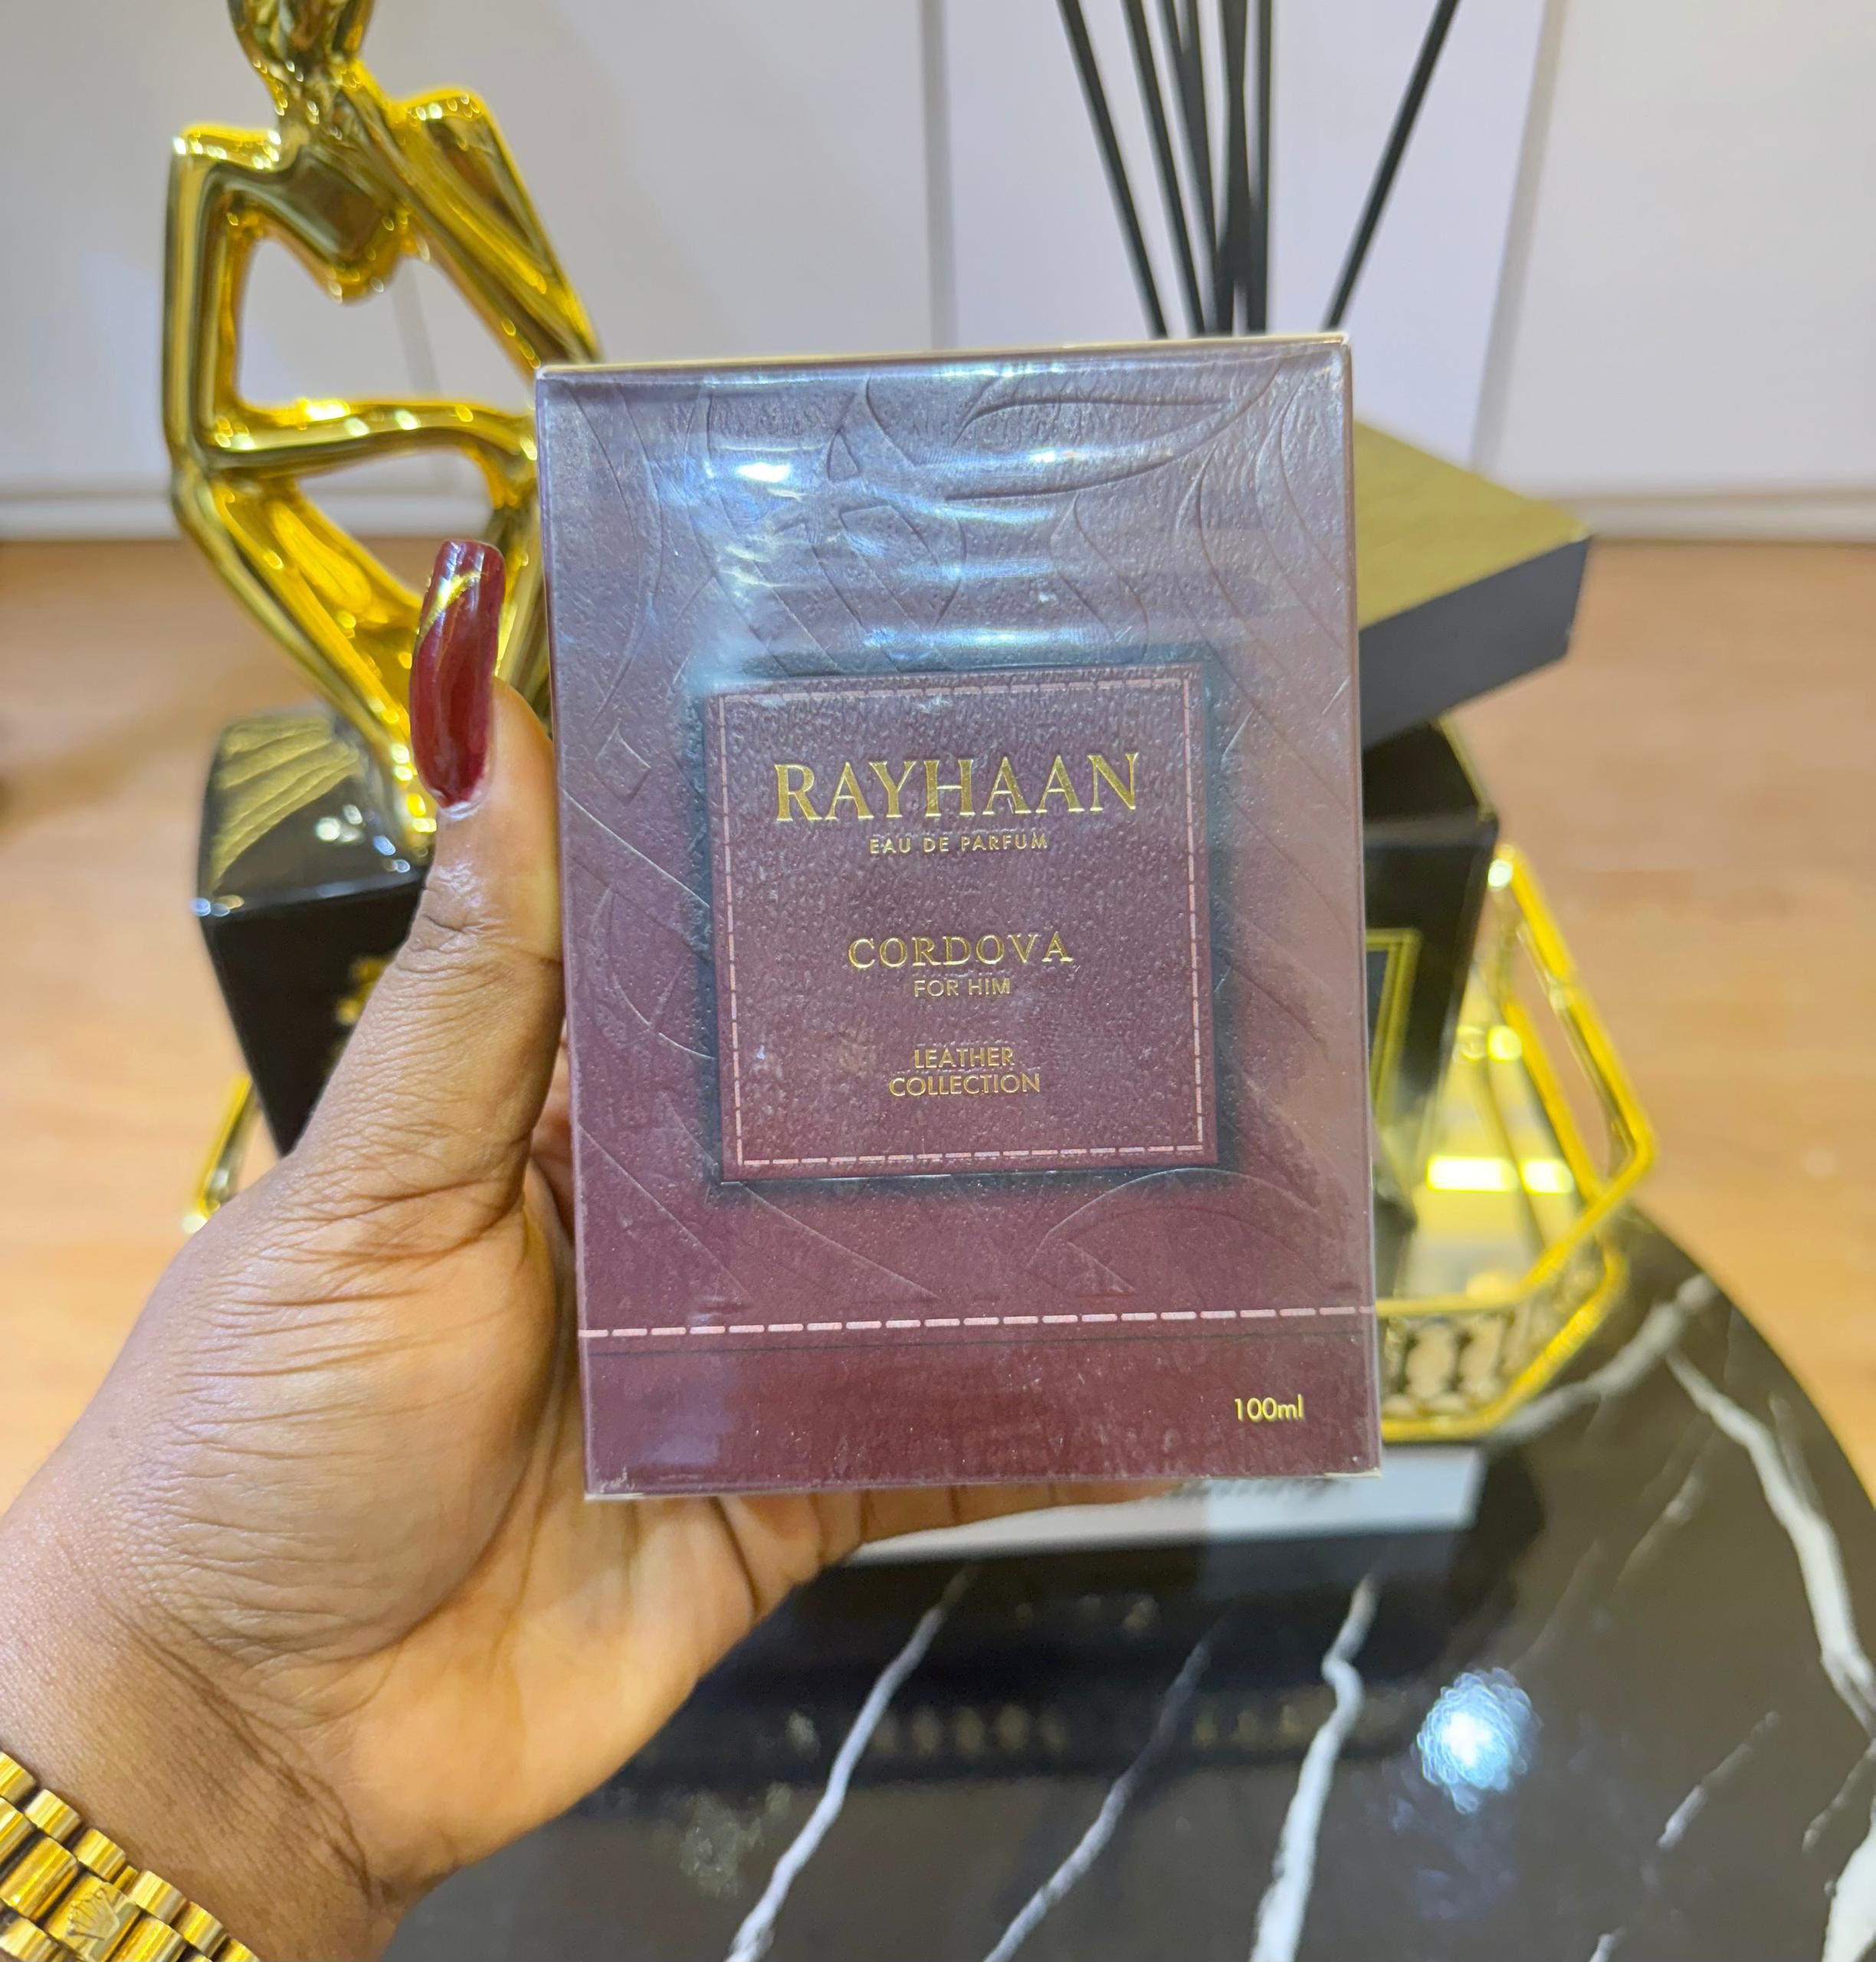 RAYHAAN
EAU DE PARFUM
CORDOVA
FOR HIM
LEATHER
COLLECTION
100ml